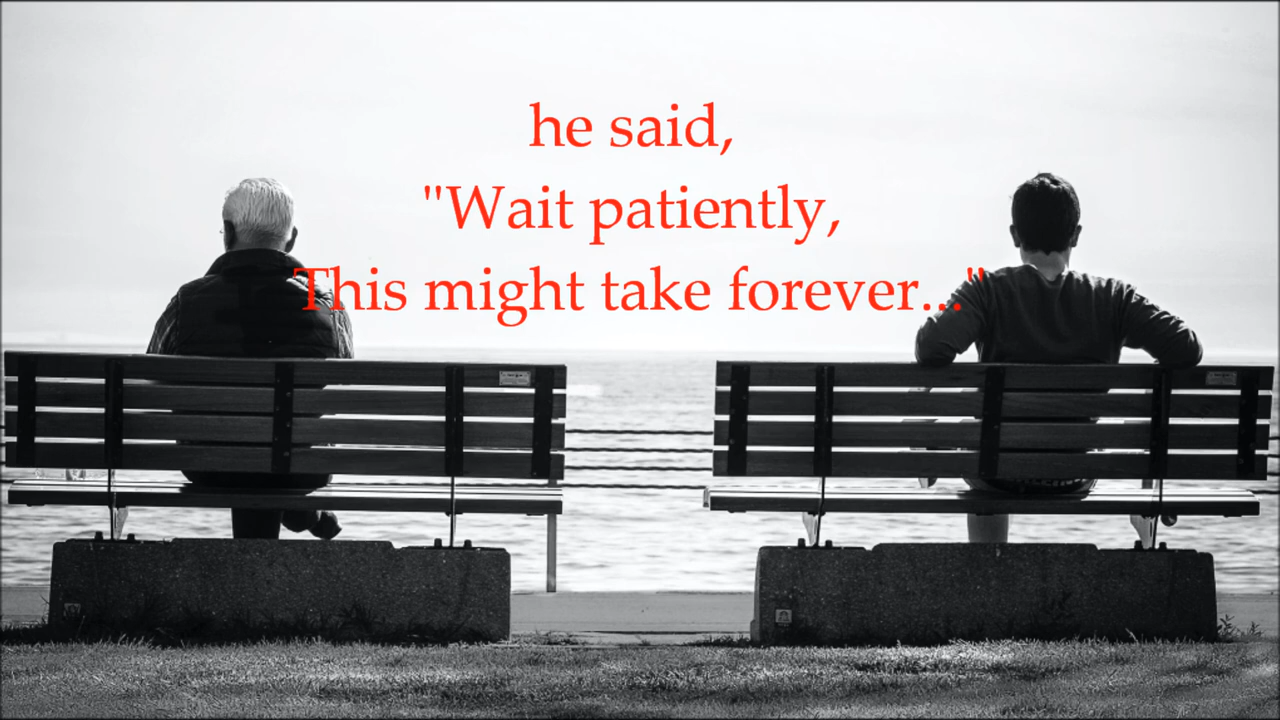 he said,
"Wait patiently,
This might take forever..."